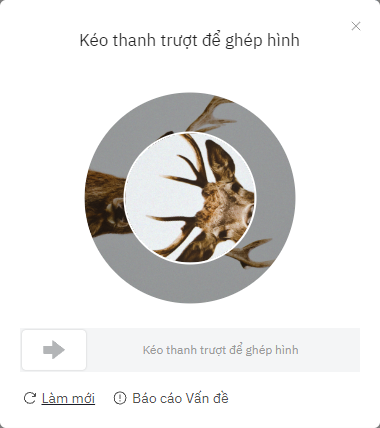 Kéo thanh trượt để ghép hình
Kéo thanh trượt để ghép hình
Làm mới
Báo cáo Vấn đề